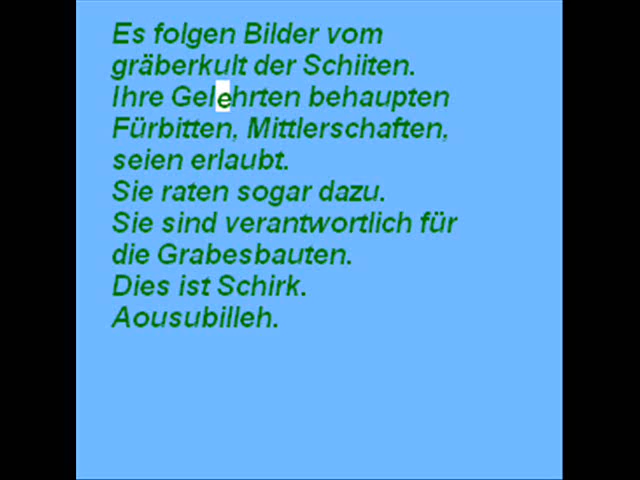 Es folgen Bilder vom
gräberkult der Schiiten.
Ihre Gelehrten behaupten
Fürbitten, Mittlerschaften,
seien erlaubt.
Sie raten sogar dazu.
Sie sind verantwortlich für
die Grabesbauten.
Dies ist Schirk.
Aousubilleh.